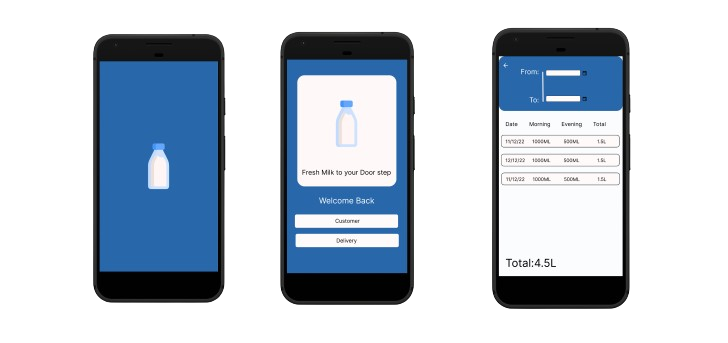 Fresh Milk to your Door step
Welcome Back
Customer
Delivery
From:
To:
Date Morning Evening Total
11/12/22 1000ML 500ML 1.5L
12/12/22 1000ML 500ML 1.5L
11/12/22 1000ML 500ML 1.5L
Total:4.5L